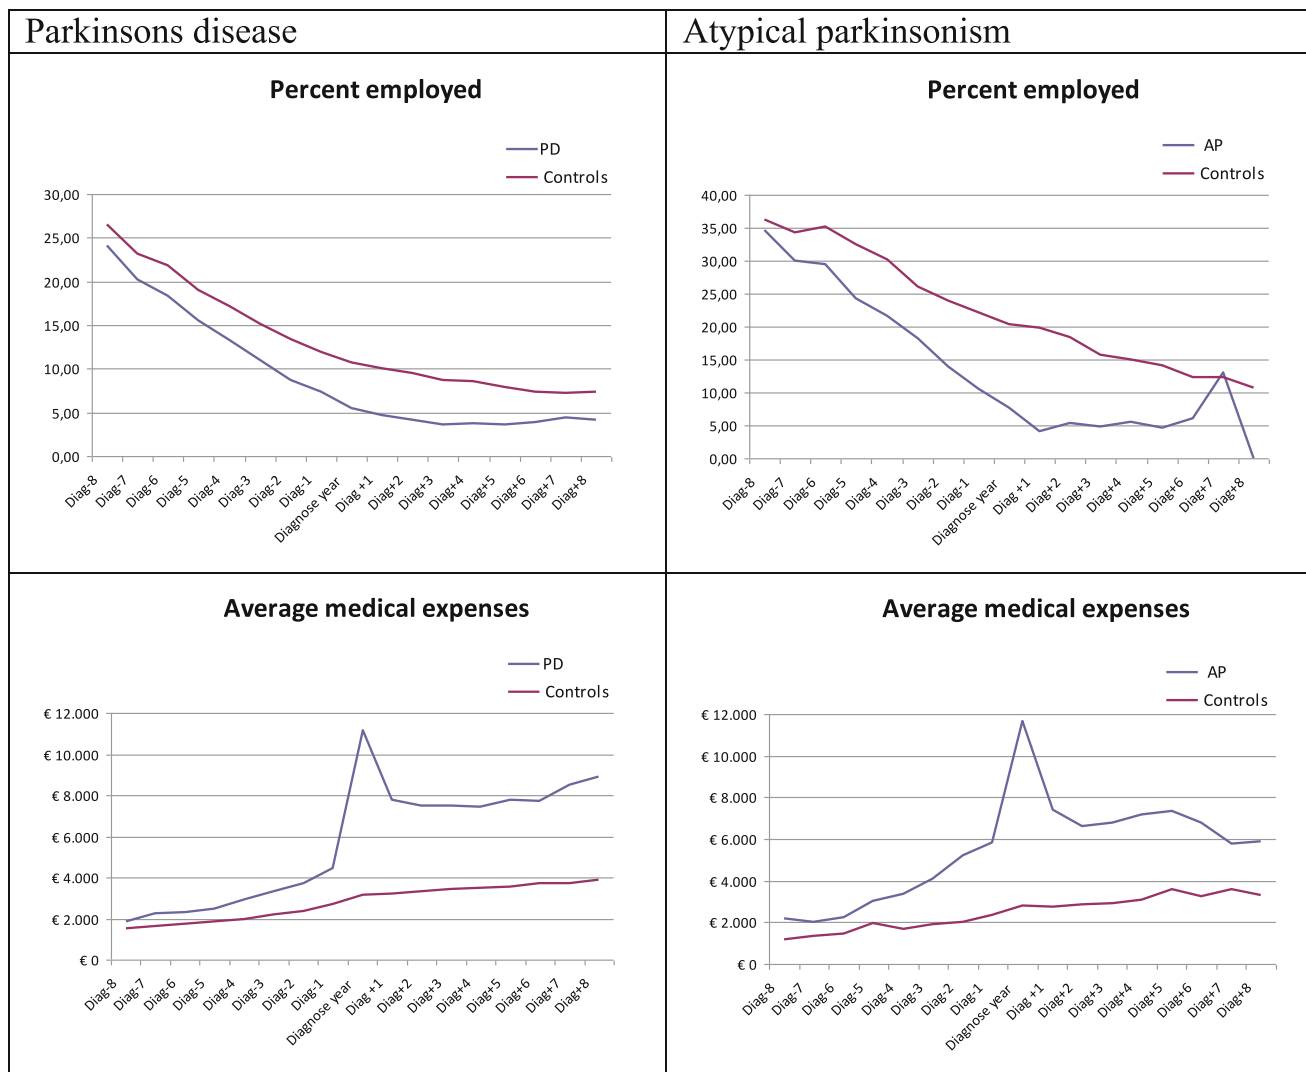 Parkinsons disease
Atypical parkinsonism
Percent employed
PD
Controls
30,00
25,00
20,00
15,00
10,00
5,00
0,00
Diag-8
Diag-7
Diag-6
Diag-5
Diag-4
Diag-3
Diag-2
Diag-1
Diagnose year
Diag +1
Diag+2
Diag+3
Diag+4
Diag+5
Diag+6
Diag+7
Diag+8
Percent employed
AP
Controls
40,00
35,00
30,00
25,00
20,00
15,00
10,00
5,00
0,00
Diag-8
Diag-7
Diag-6
Diag-5
Diag-4
Diag-3
Diag-2
Diag-1
Diagnose year
Diag +1
Diag+2
Diag+3
Diag+4
Diag+5
Diag+6
Diag+7
Diag+8
Average medical expenses
PD
Controls
€ 12.000
€ 10.000
€ 8.000
€ 6.000
€ 4.000
€ 2.000
€ 0
Diag-8
Diag-7
Diag-6
Diag-5
Diag-4
Diag-3
Diag-2
Diag-1
Diagnose year
Diag +1
Diag+2
Diag+3
Diag+4
Diag+5
Diag+6
Diag+7
Diag+8
Average medical expenses
AP
Controls
€ 12.000
€ 10.000
€ 8.000
€ 6.000
€ 4.000
€ 2.000
€ 0
Diag-8
Diag-7
Diag-6
Diag-5
Diag-4
Diag-3
Diag-2
Diag-1
Diagnose year
Diag +1
Diag+2
Diag+3
Diag+4
Diag+5
Diag+6
Diag+7
Diag+8